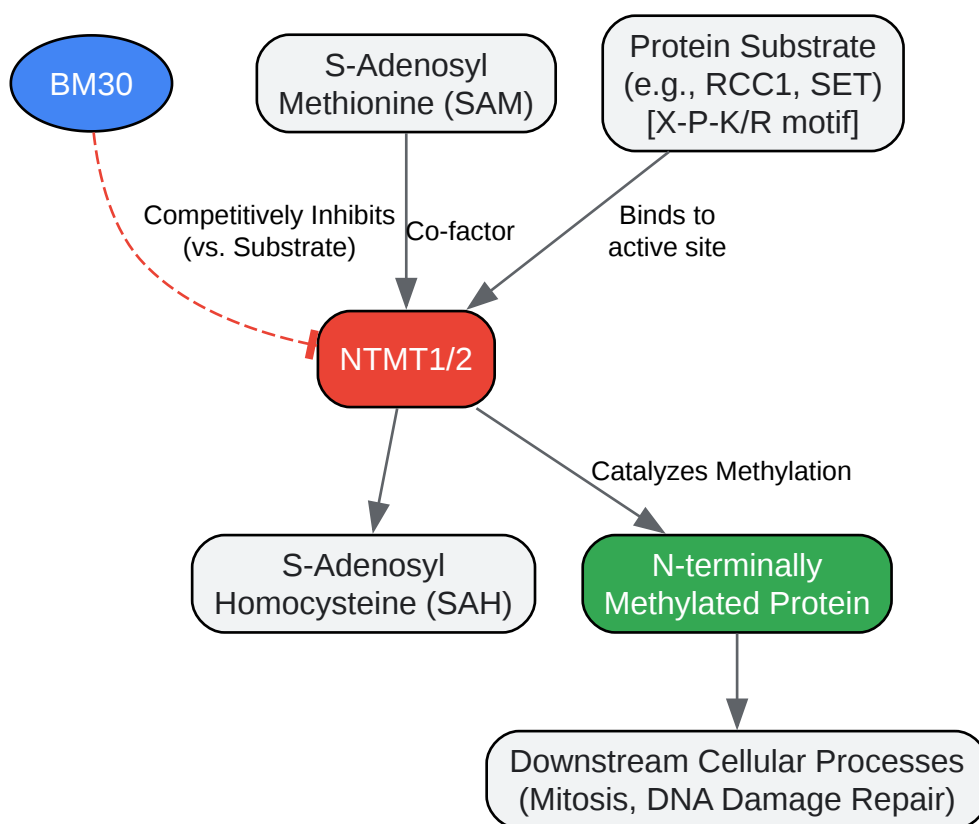 BM30
S-Adenosyl
Methionine (SAM)
Protein Substrate
(e.g., RCC1, SET)
[X-P-K/R motif]
Competitively Inhibits
(vs. Substrate)
Co-factor
Binds to
active site
NTMT1/2
Catalyzes Methylation
S-Adenosyl
Homocysteine (SAH)
N-terminally
Methylated Protein
Downstream Cellular Processes
(Mitosis, DNA Damage Repair)